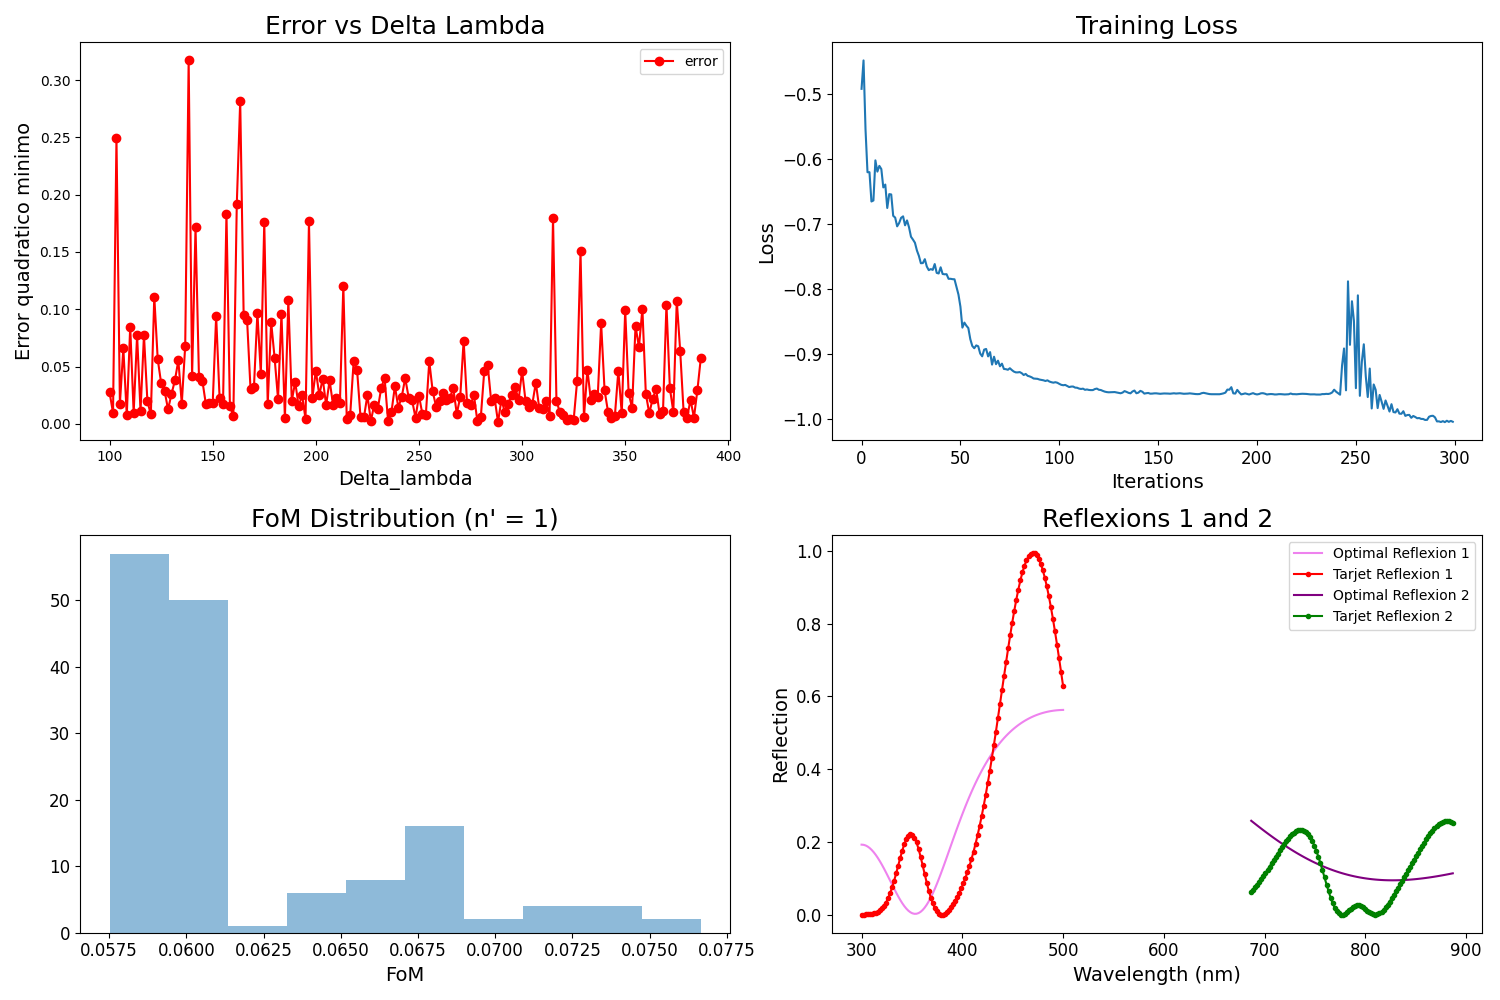 Error vs Delta Lambda
Error quadratico minimo
0.30
0.25
0.20
0.15
0.10
0.05
0.00
error
100 150 200 250 300 350 400
Delta_lambda
Training Loss
Loss
−0.5
−0.6
−0.7
−0.8
−0.9
−1.0
0 50 100 150 200 250 300
Iterations
FoM Distribution (n' = 1)
50
40
30
20
10
0
0.0575 0.0600 0.0625 0.0650 0.0675 0.0700 0.0725 0.0750 0.0775
FoM
Reflexions 1 and 2
Reflection
1.0
0.8
0.6
0.4
0.2
0.0
Optimal Reflexion 1
Tarjet Reflexion 1
Optimal Reflexion 2
Tarjet Reflexion 2
300 400 500 600 700 800 900
Wavelength (nm)